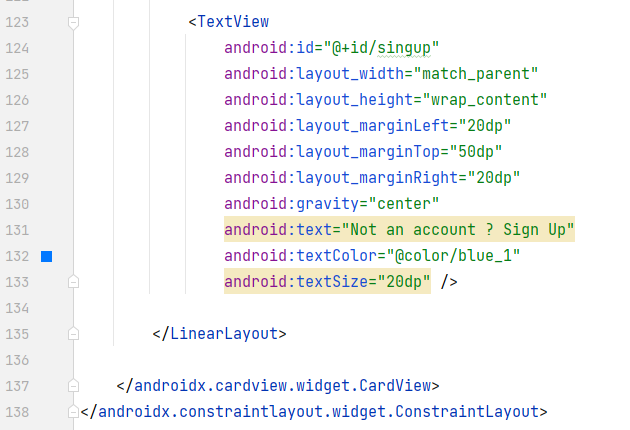 123 <TextView
124 android:id="@+id/singup"
125 android:layout_width="match_parent"
126 android:layout_height="wrap_content"
127 android:layout_marginLeft="20dp"
128 android:layout_marginTop="50dp"
129 android:layout_marginRight="20dp"
130 android:gravity="center"
131 android:text="Not an account ? Sign Up"
132 android:textColor="@color/blue_1"
133 android:textSize="20dp" />
134
135 </LinearLayout>
136
137 </androidx.cardview.widget.CardView>
138 </androidx.constraintlayout.widget.ConstraintLayout>